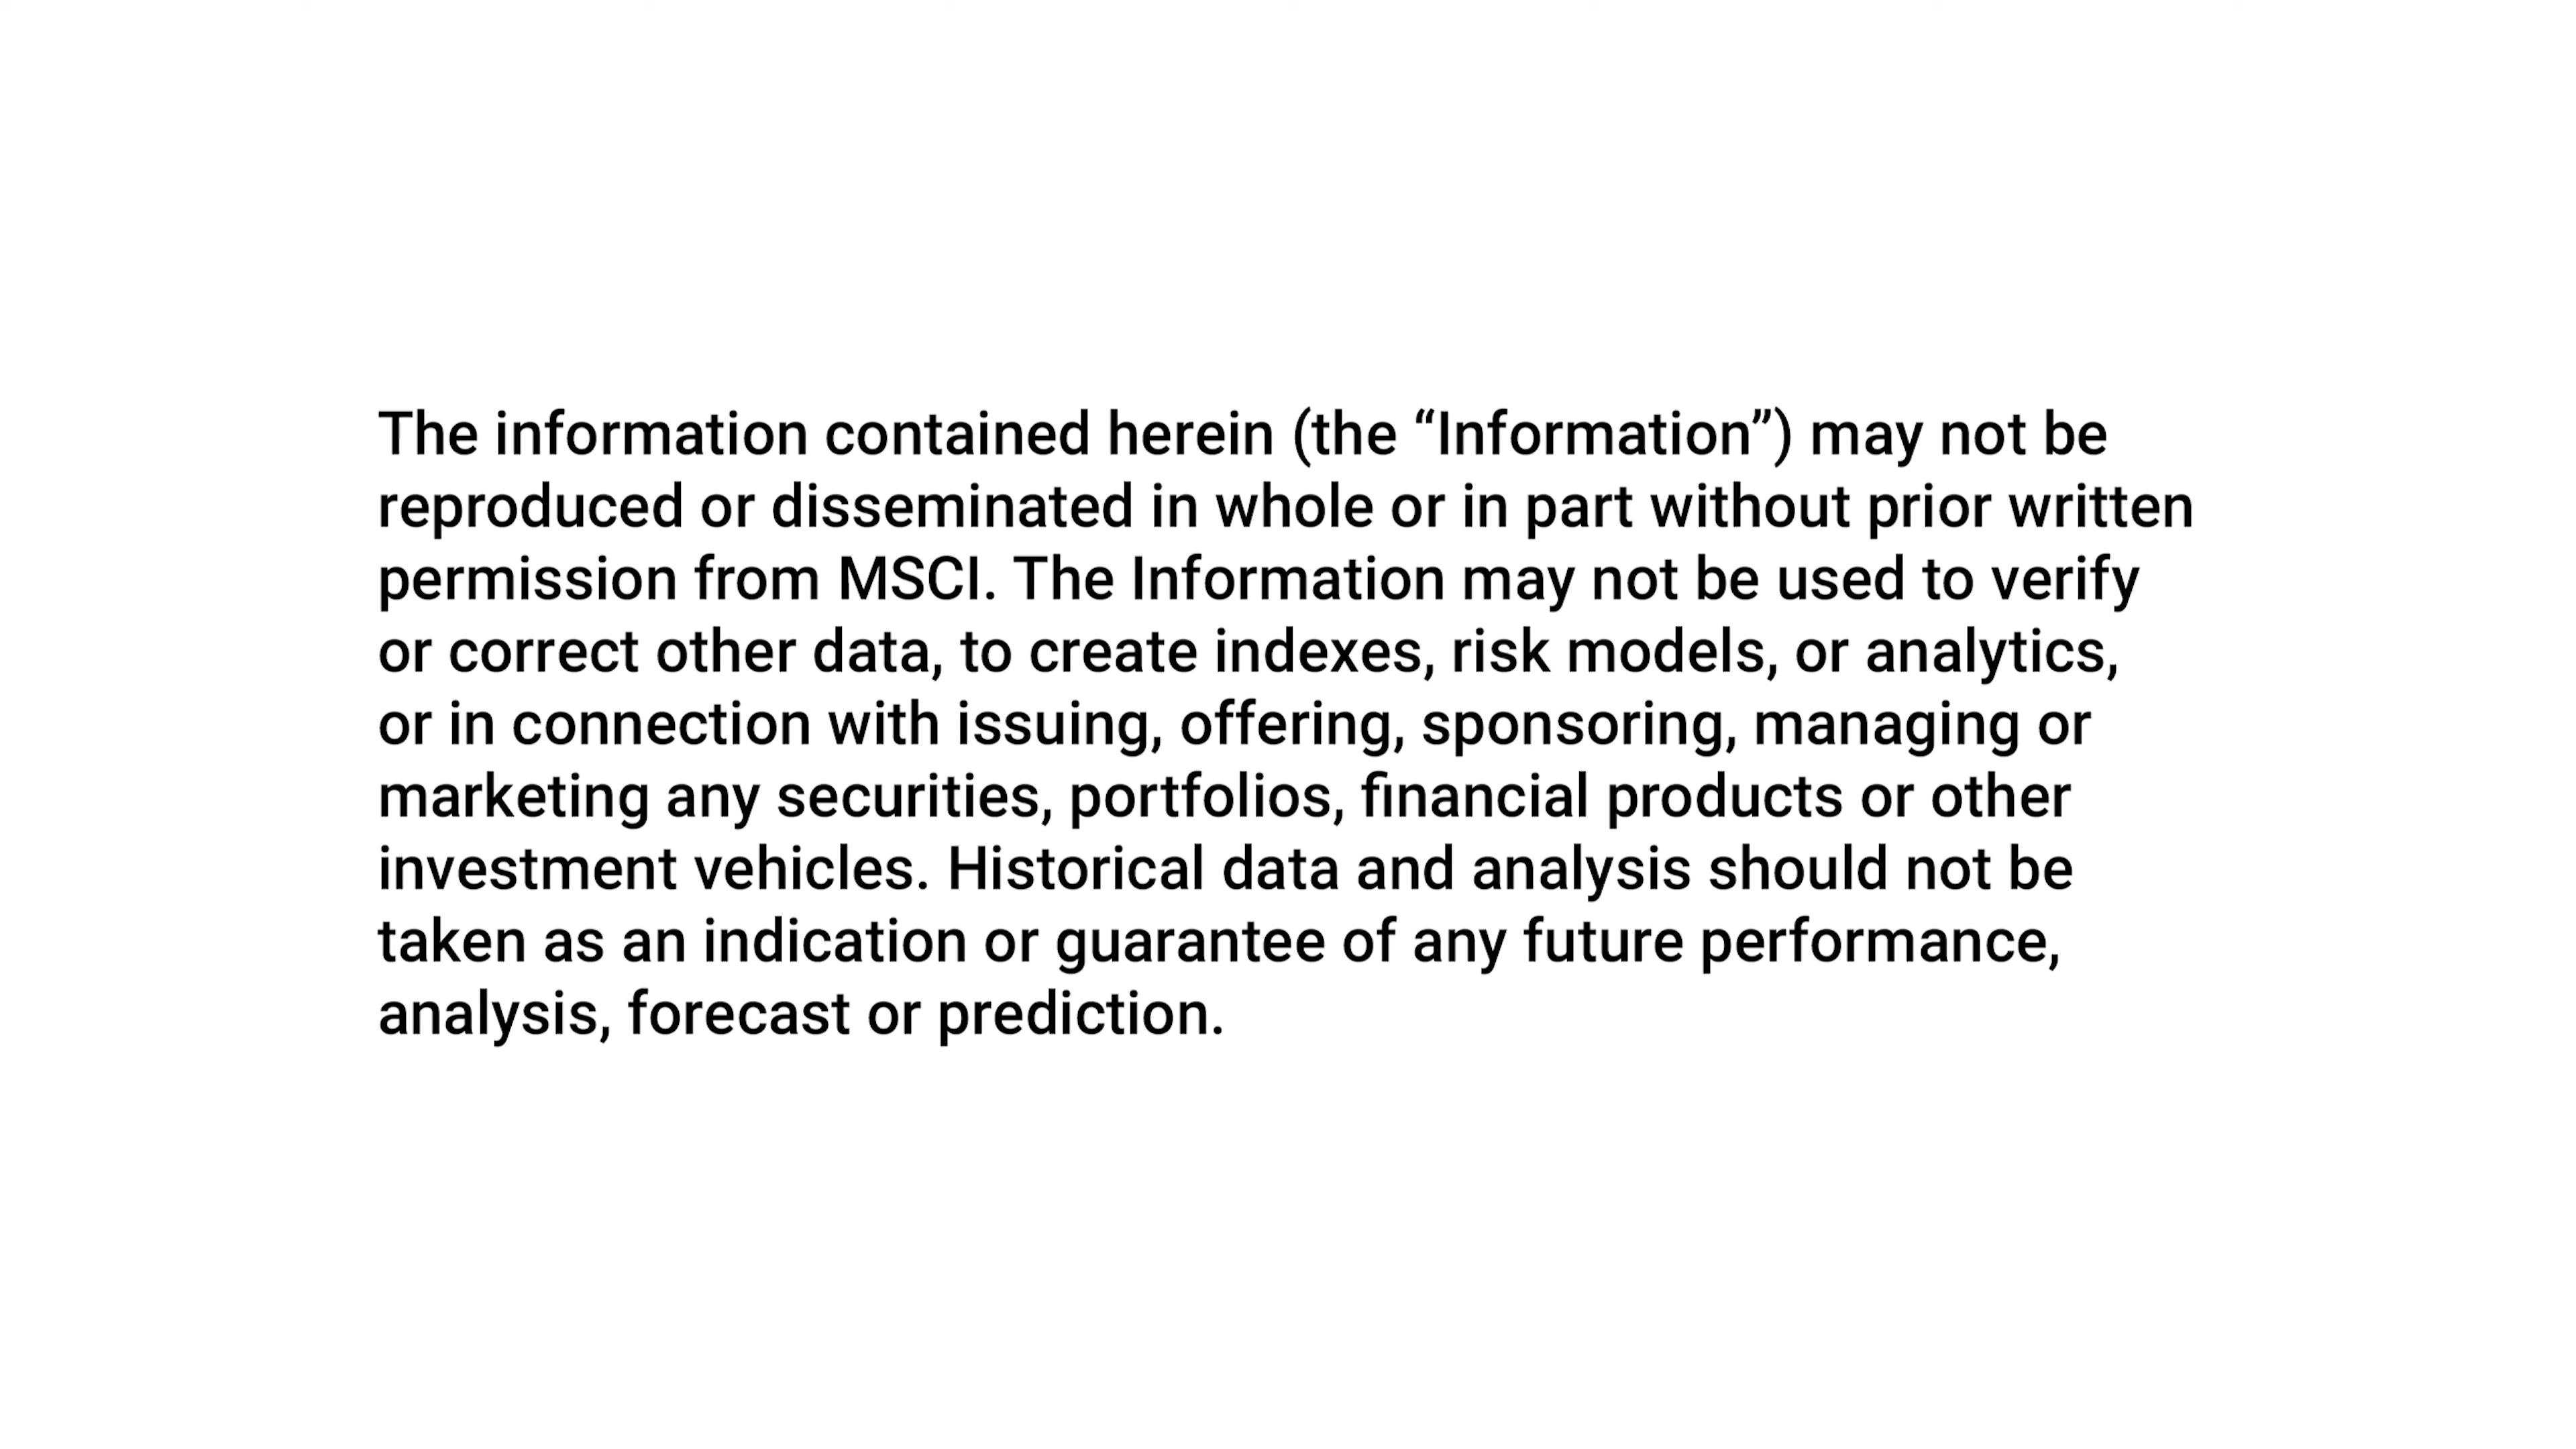 The information contained herein (the “Information”) may not be
reproduced or disseminated in whole or in part without prior written
permission from MSCI. The Information may not be used to verify
or correct other data, to create indexes, risk models, or analytics,
or in connection with issuing, offering, sponsoring, managing or
marketing any securities, portfolios, financial products or other
investment vehicles. Historical data and analysis should not be
taken as an indication or guarantee of any future performance,
analysis, forecast or prediction.